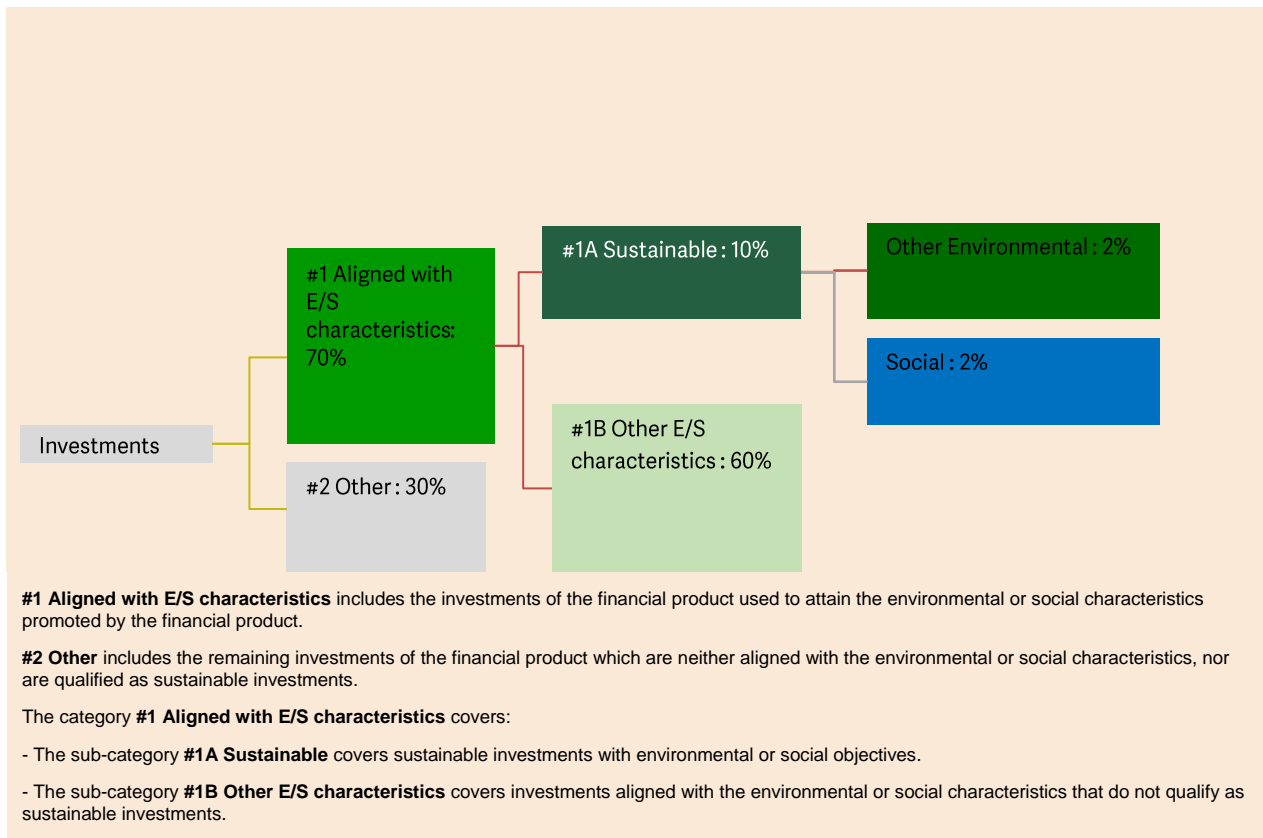 #1A Sustainable : 10%
Other Environmental : 2%
#1 Aligned with
E/S
characteristics:
70%
Social : 2%
#1B Other E/S
characteristics : 60%
Investments
#2 Other : 30%
#1 Aligned with E/S characteristics includes the investments of the financial product used to attain the environmental or social characteristics
promoted by the financial product.
#2 Other includes the remaining investments of the financial product which are neither aligned with the environmental or social characteristics, nor
are qualified as sustainable investments.
The category #1 Aligned with E/S characteristics covers:
- The sub-category #1A Sustainable covers sustainable investments with environmental or social objectives.
- The sub-category #1B Other E/S characteristics covers investments aligned with the environmental or social characteristics that do not qualify as
sustainable investments.